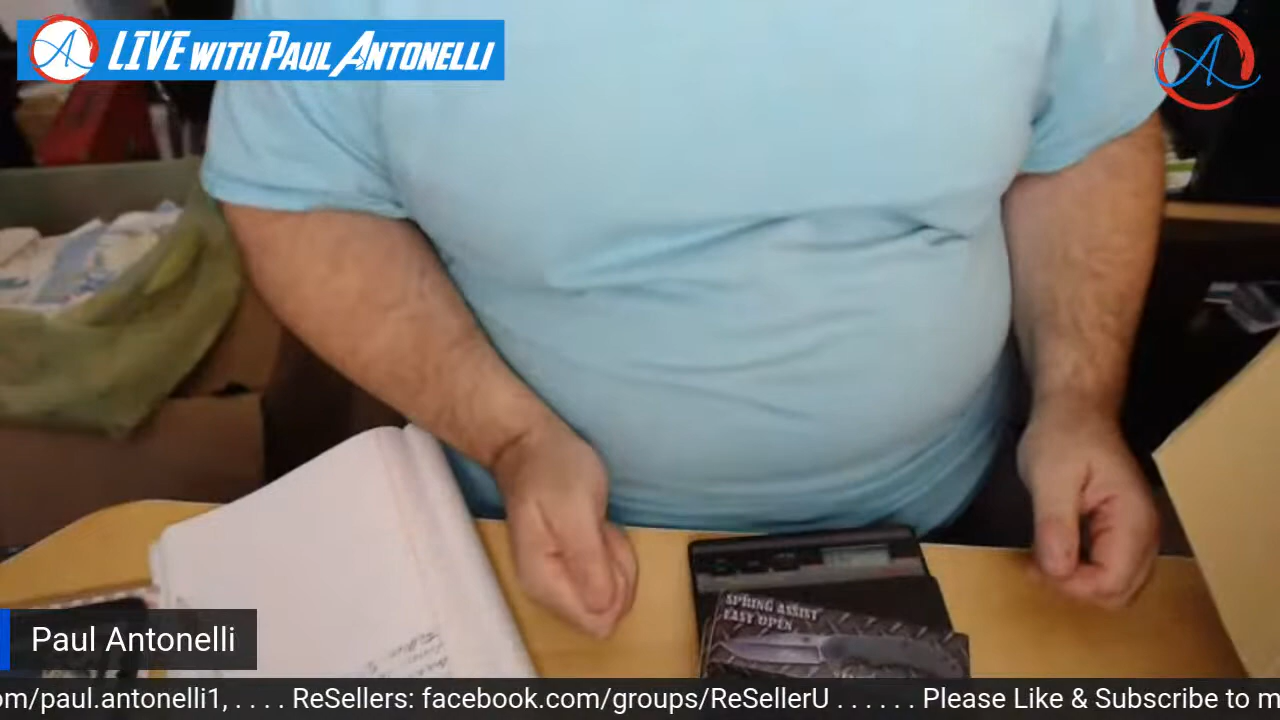 LIVE WITH PAUL ANTONELLI
SPRING ASSIST
EASY OPEN
Paul Antonelli
om/paul.antonelli1, . . . . ReSellers: facebook.com/groups/ReSellerU . . . . . . Please Like & Subscribe to m